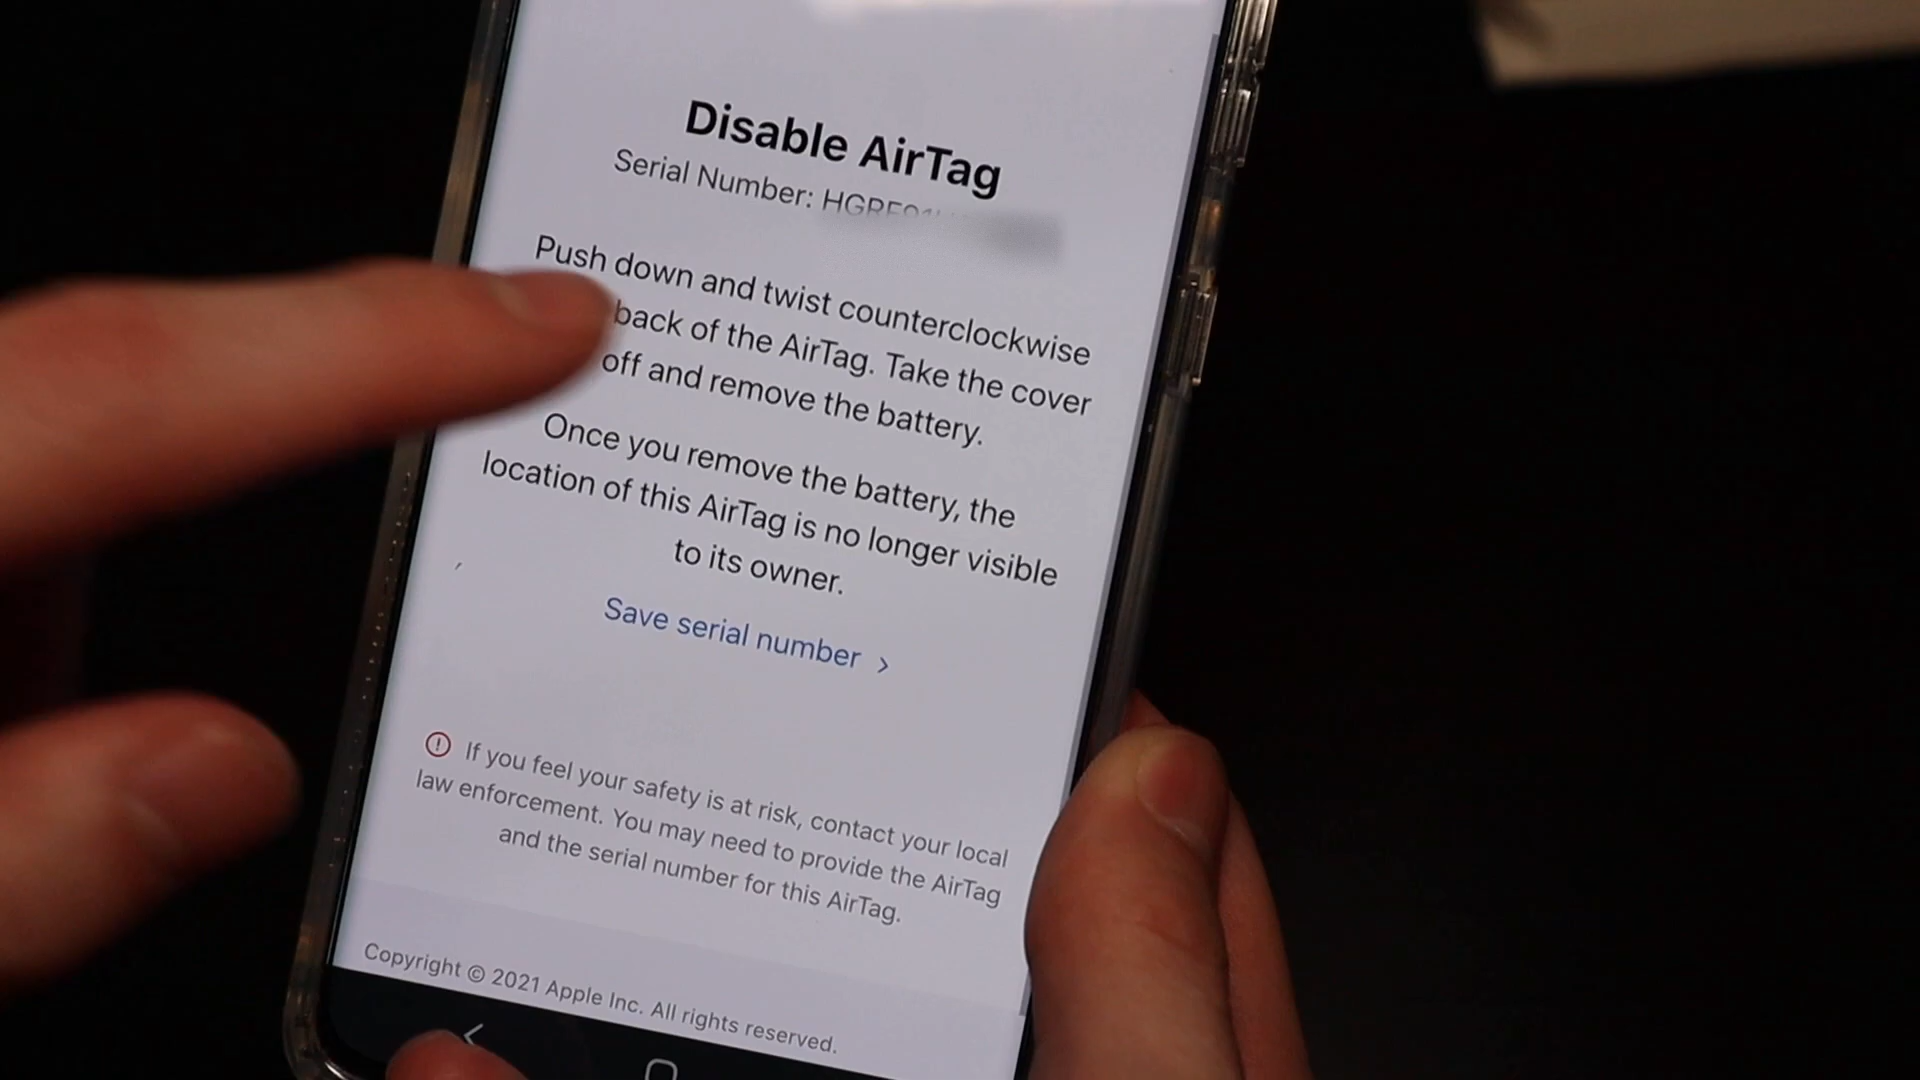 Disable AirTag
Serial Number:
Push down and twist counterclockwise
back of the AirTag. Take the cover
off and remove the battery.
Once you remove the battery, the
location of this AirTag is no longer visible
to its owner.
Save serial number >
If you feel your safety is at risk, contact your local
law enforcement. You may need to provide the AirTag
and the serial number for this AirTag.
Copyright © 2021 Apple Inc. All rights reserved.